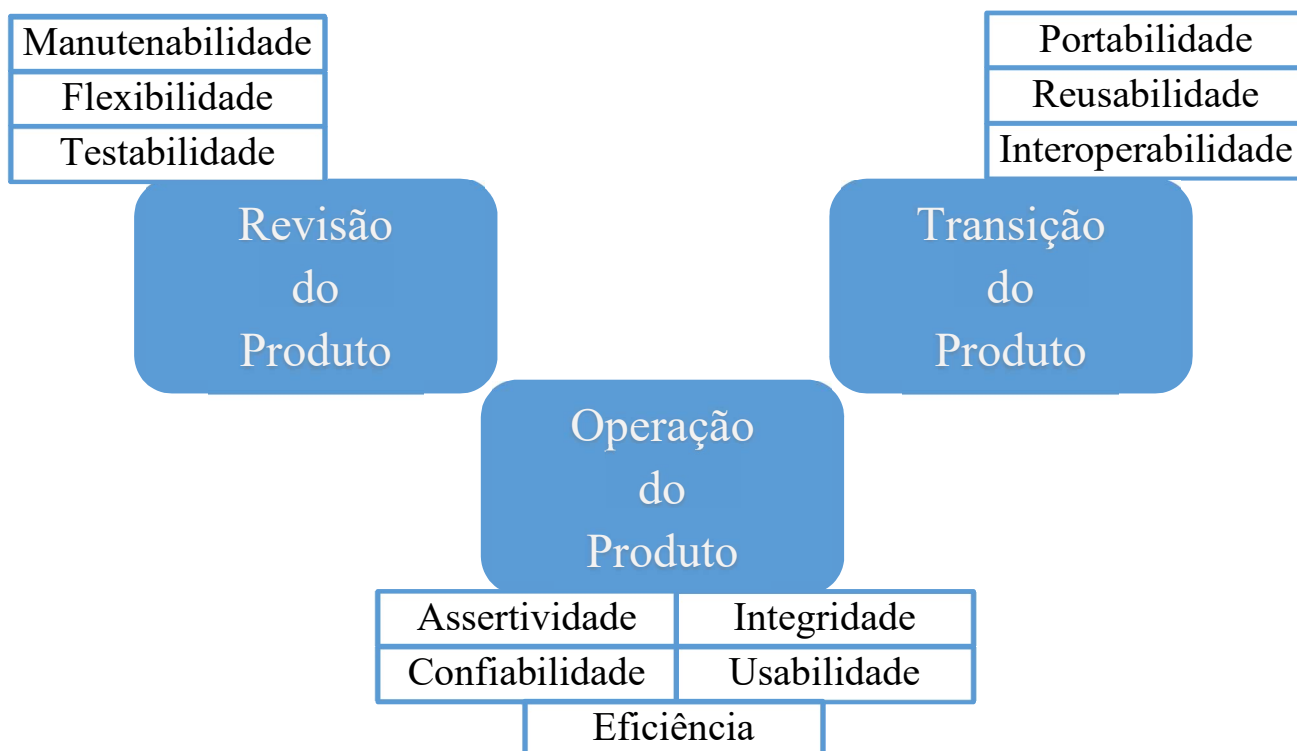 Manutenabilidade
Flexibilidade
Testabilidade
Revisão
do
Produto
Portabilidade
Reusabilidade
Interoperabilidade
Transição
do
Produto
Operação
do
Produto
Assertividade
Integridade
Confiabilidade
Usabilidade
Eficiência